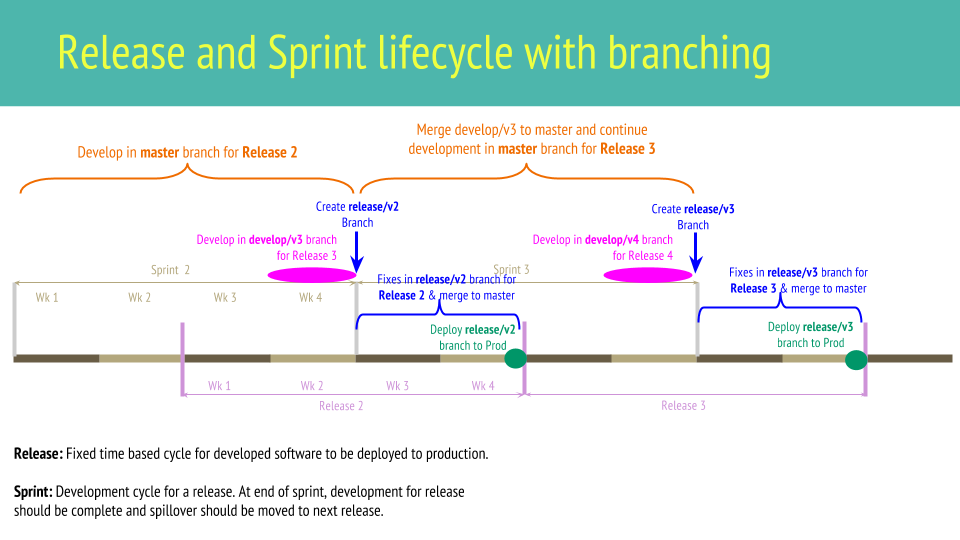 Release and Sprint lifecycle with branching
Merge develop/v3 to master and continue
development in master branch for Release 3
Develop in master branch for Release 2
Create release/v2
Branch
Create release/v3
Branch
Develop in develop/v3 branch
for Release 3
Develop in develop/v4 branch
for Release 4
Sprint 2
Sprint 3
Fixes in release/v2 branch for
Release 2 & merge to master
Fixes in release/v3 branch for
Release 3 & merge to master
Wk 1
Wk 2
Wk 3
Wk 4
Deploy release/v2
branch to Prod
Deploy release/v3
branch to Prod
Wk 1
Wk 2
Wk 3
Wk 4
Release 2
Release 3
Release: Fixed time based cycle for developed software to be deployed to production.
Sprint: Development cycle for a release. At end of sprint, development for release
should be complete and spillover should be moved to next release.